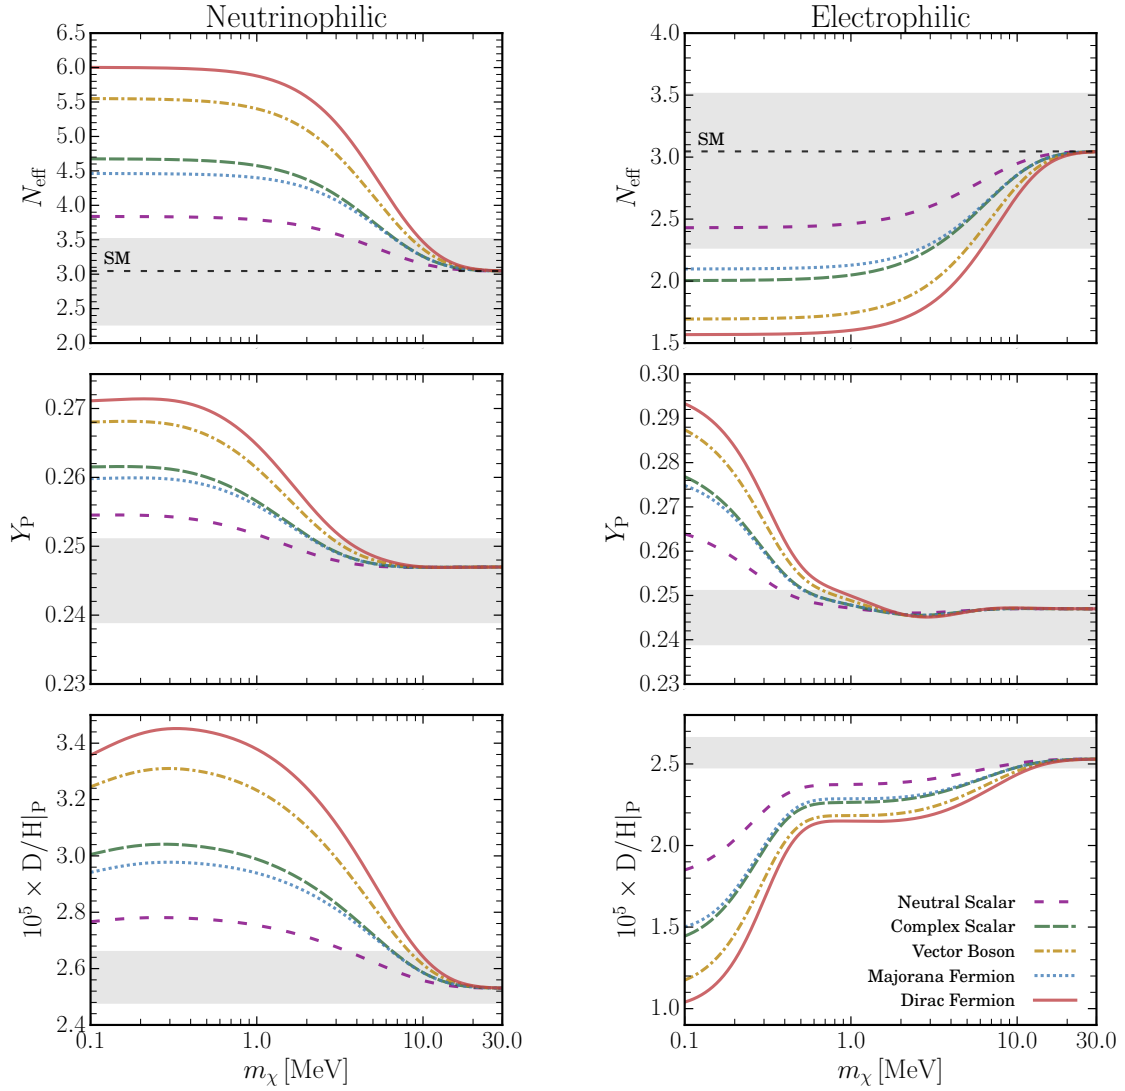 Neutrinophilic
Electrophilic
6.5
6.0
5.5
5.0
4.5
4.0
3.5
3.0
2.5
2.0
N_eff
SM
4.0
3.5
3.0
2.5
2.0
1.5
N_eff
SM
0.27
0.26
0.25
0.24
0.23
Y_P
0.30
0.29
0.28
0.27
0.26
0.25
0.24
0.23
Y_P
3.4
3.2
3.0
2.8
2.6
2.4
10⁵ × D/H|_P
0.1
1.0
10.0
30.0
m_χ [MeV]
2.5
2.0
1.5
1.0
10⁵ × D/H|_P
Neutral Scalar
Complex Scalar
Vector Boson
Majorana Fermion
Dirac Fermion
0.1
1.0
10.0
30.0
m_χ [MeV]